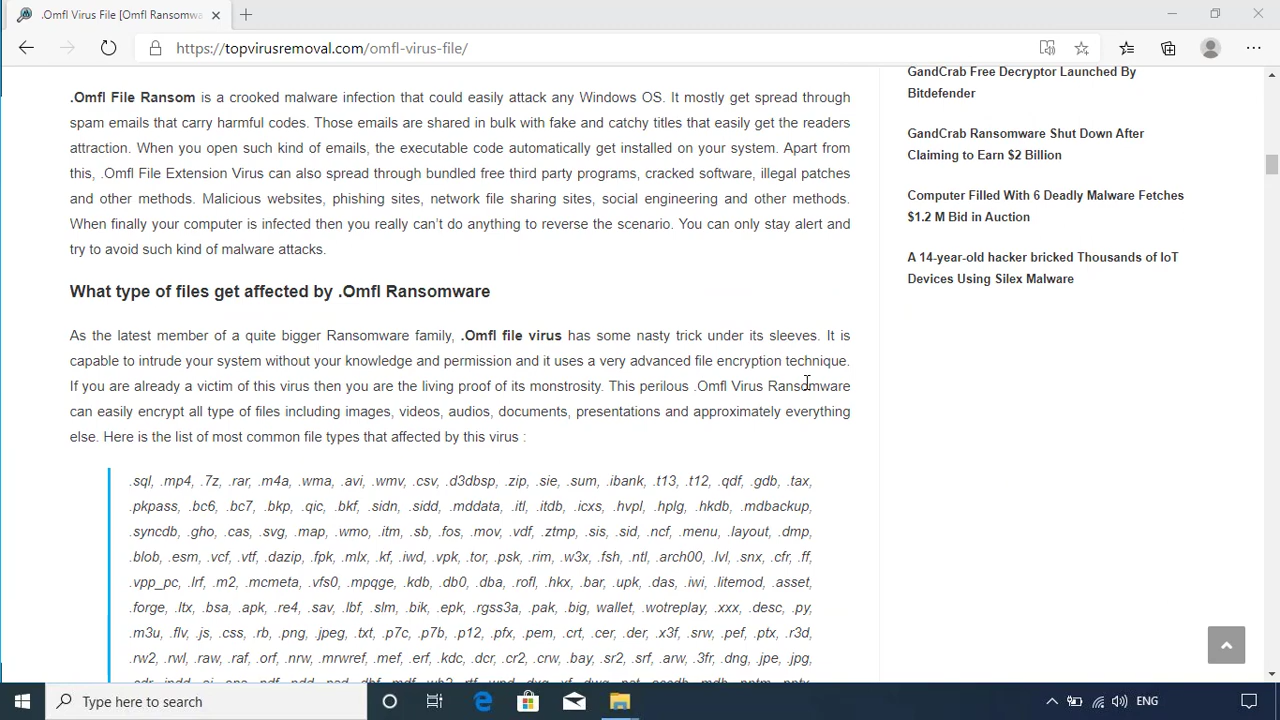 .Omfl Virus File [Omfl Ransomwa
https://topvirusremoval.com/omfl-virus-file/
.Omfl File Ransom is a crooked malware infection that could easily attack any Windows OS. It mostly get spread through
spam emails that carry harmful codes. Those emails are shared in bulk with fake and catchy titles that easily get the readers
attraction. When you open such kind of emails, the executable code automatically get installed on your system. Apart from
this, .Omfl File Extension Virus can also spread through bundled free third party programs, cracked software, illegal patches
and other methods. Malicious websites, phishing sites, network file sharing sites, social engineering and other methods.
When finally your computer is infected then you really can't do anything to reverse the scenario. You can only stay alert and
try to avoid such kind of malware attacks.
What type of files get affected by .Omfl Ransomware
As the latest member of a quite bigger Ransomware family, .Omfl file virus has some nasty trick under its sleeves. It is
capable to intrude your system without your knowledge and permission and it uses a very advanced file encryption technique.
If you are already a victim of this virus then you are the living proof of its monstrosity. This perilous .Omfl Virus Ransomware
can easily encrypt all type of files including images, videos, audios, documents, presentations and approximately everything
else. Here is the list of most common file types that affected by this virus :
.sql, .mp4, .7z, .rar, .m4a, .wma, .avi, .wmv, .csv, .d3dbsp, .zip, .sie, .sum, .ibank, .t13, .t12, .qdf, .gdb, .tax,
.pkpass, .bc6, .bc7, .bkp, .qic, .bkf, .sidn, .sidd, .mddata, .itl, .itdb, .icxs, .hvpl, .hplg, .hkdb, .mdbackup,
.syncdb, .gho, .cas, .svg, .map, .wmo, .itm, .sb, .fos, .mov, .vdf, .ztmp, .sis, .sid, .ncf, .menu, .layout, .dmp,
.blob, .esm, .vcf, .vtf, .dazip, .fpk, .mlx, .kf, .iwd, .vpk, .tor, .psk, .rim, .w3x, .fsh, .ntl, .arch00, .lvl, .snx, .cfr, .ff,
.vpp_pc, .lrf, .m2, .mcmeta, .vfs0, .mpqge, .kdb, .db0, .dba, .rofl, .hkx, .bar, .upk, .das, .iwi, .litemod, .asset,
.forge, .ltx, .bsa, .apk, .re4, .sav, .lbf, .slm, .bik, .epk, .rgss3a, .pak, .big, wallet, .wotreplay, .xxx, .desc, .py,
.m3u, .flv, .js, .css, .rb, .png, .jpeg, .txt, .p7c, .p7b, .p12, .pfx, .pem, .crt, .cer, .der, .x3f, .srw, .pef, .ptx, .r3d,
.rw2, .rwl, .raw, .raf, .orf, .nrw, .mrwref, .mef, .erf, .kdc, .dcr, .cr2, .crw, .bay, .sr2, .srf, .arw, .3fr, .dng, .jpe, .jpg,
GandCrab Free Decryptor Launched By
Bitdefender
GandCrab Ransomware Shut Down After
Claiming to Earn $2 Billion
Computer Filled With 6 Deadly Malware Fetches
$1.2 M Bid in Auction
A 14-year-old hacker bricked Thousands of IoT
Devices Using Silex Malware
Type here to search
ENG